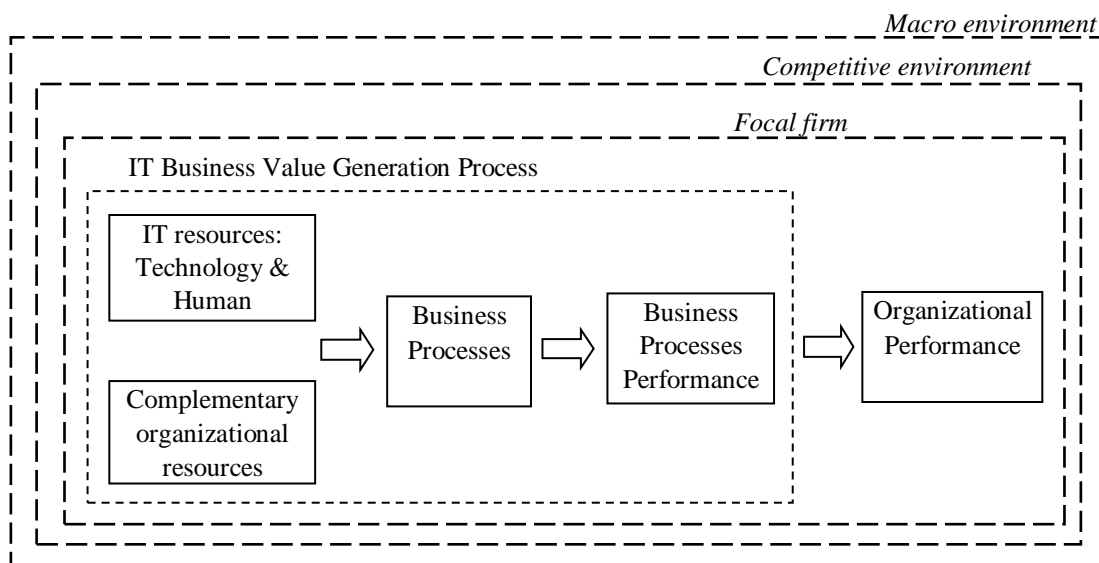 Macro environment
Competitive environment
Focal firm
IT Business Value Generation Process
IT resources:
Technology &
Human
Complementary
organizational
resources
Business
Processes
Business
Processes
Performance
Organizational
Performance